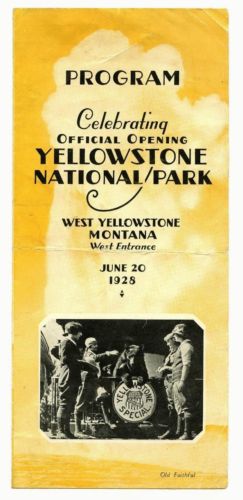 PROGRAM
Celebrating
OFFICIAL OPENING
YELLOWSTONE
NATIONAL PARK
WEST YELLOWSTONE
MONTANA
West Entrance
JUNE 20
1928
YELLOWSTONE
SPECIAL
Old Faithful